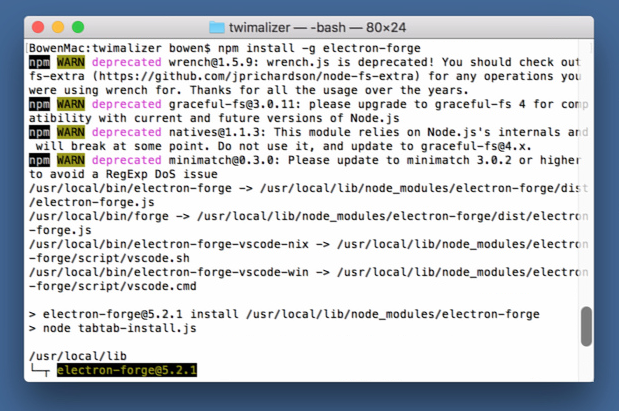 twimalizer — -bash — 80×24
BowenMac:twimalizer bowen$ npm install -g electron-forge
npm WARN deprecated wrench@1.5.9: wrench.js is deprecated! You should check out
fs-extra (https://github.com/jprichardson/node-fs-extra) for any operations you
were using wrench for. Thanks for all the usage over the years.
npm WARN deprecated graceful-fs@3.0.11: please upgrade to graceful-fs 4 for comp
atibility with current and future versions of Node.js
npm WARN deprecated natives@1.1.3: This module relies on Node.js's internals and
will break at some point. Do not use it, and update to graceful-fs@4.x.
npm WARN deprecated minimatch@0.3.0: Please update to minimatch 3.0.2 or higher
to avoid a RegExp DoS issue
/usr/local/bin/electron-forge -> /usr/local/lib/node_modules/electron-forge/dist
/electron-forge.js
/usr/local/bin/forge -> /usr/local/lib/node_modules/electron-forge/dist/electron
-forge.js
/usr/local/bin/electron-forge-vscode-nix -> /usr/local/lib/node_modules/electron
-forge/script/vscode.sh
/usr/local/bin/electron-forge-vscode-win -> /usr/local/lib/node_modules/electron
-forge/script/vscode.cmd
> electron-forge@5.2.1 install /usr/local/lib/node_modules/electron-forge
> node tabtab-install.js
/usr/local/lib
└─┬ electron-forge@5.2.1